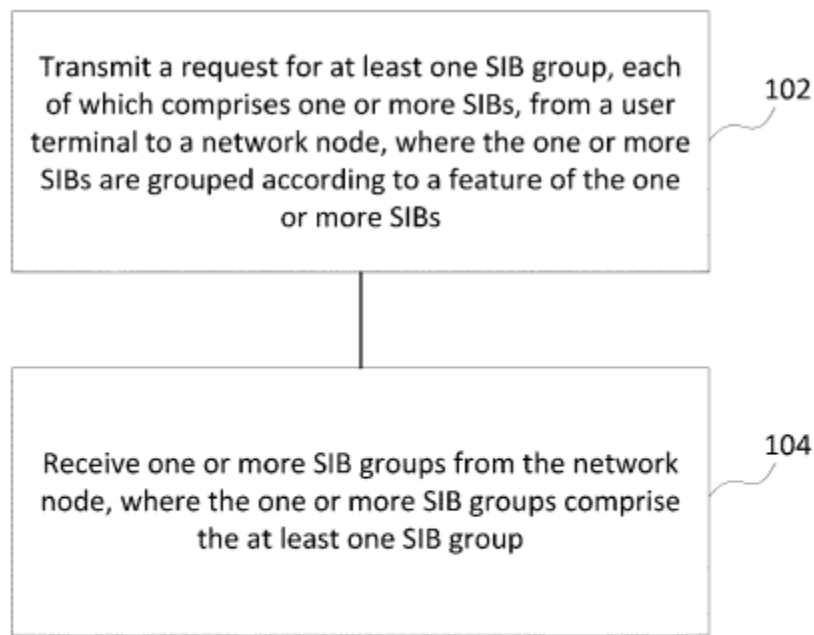 Transmit a request for at least one SIB group, each
of which comprises one or more SIBs, from a user
terminal to a network node, where the one or more
SIBs are grouped according to a feature of the one
or more SIBs
102
Receive one or more SIB groups from the network
node, where the one or more SIB groups comprise
the at least one SIB group
104